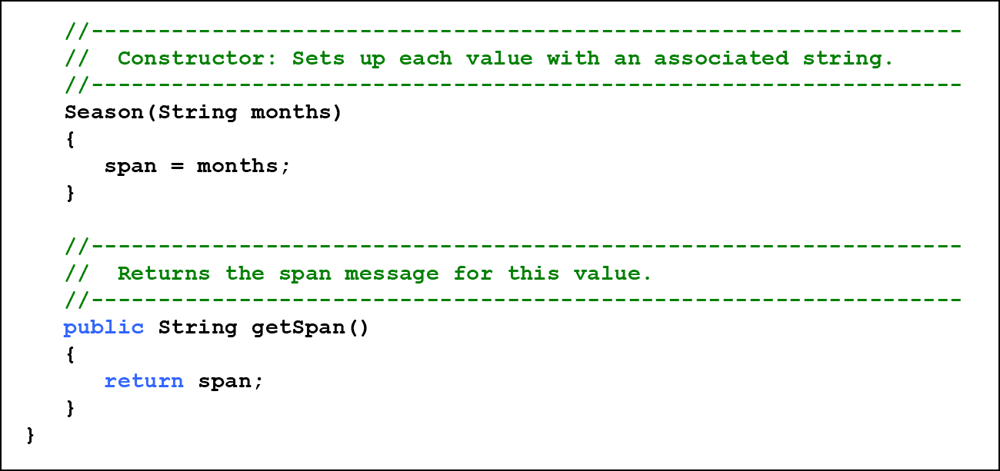 //-----------------------------------------------------------------
//  Constructor: Sets up each value with an associated string.
//-----------------------------------------------------------------
Season(String months)
{
   span = months;
}
//-----------------------------------------------------------------
//  Returns the span message for this value.
//-----------------------------------------------------------------
public String getSpan()
{
   return span;
}
}